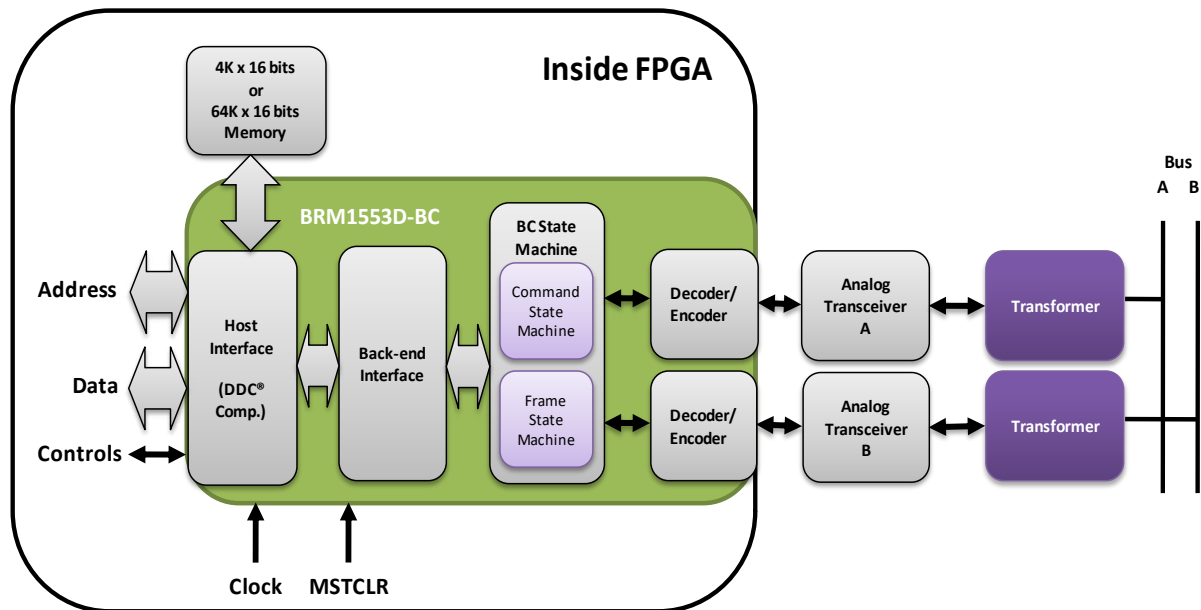 Inside FPGA
4K x 16 bits
or
64K x 16 bits
Memory
BRM1553D-BC
Bus
A B
Address
Data
Controls
Host
Interface
(DDC®
Comp.)
Back-end
Interface
BC State
Machine
Command
State
Machine
Frame
State
Machine
Decoder/
Encoder
Decoder/
Encoder
Analog
Transceiver
A
Analog
Transceiver
B
Transformer
Transformer
Clock
MSTCLR